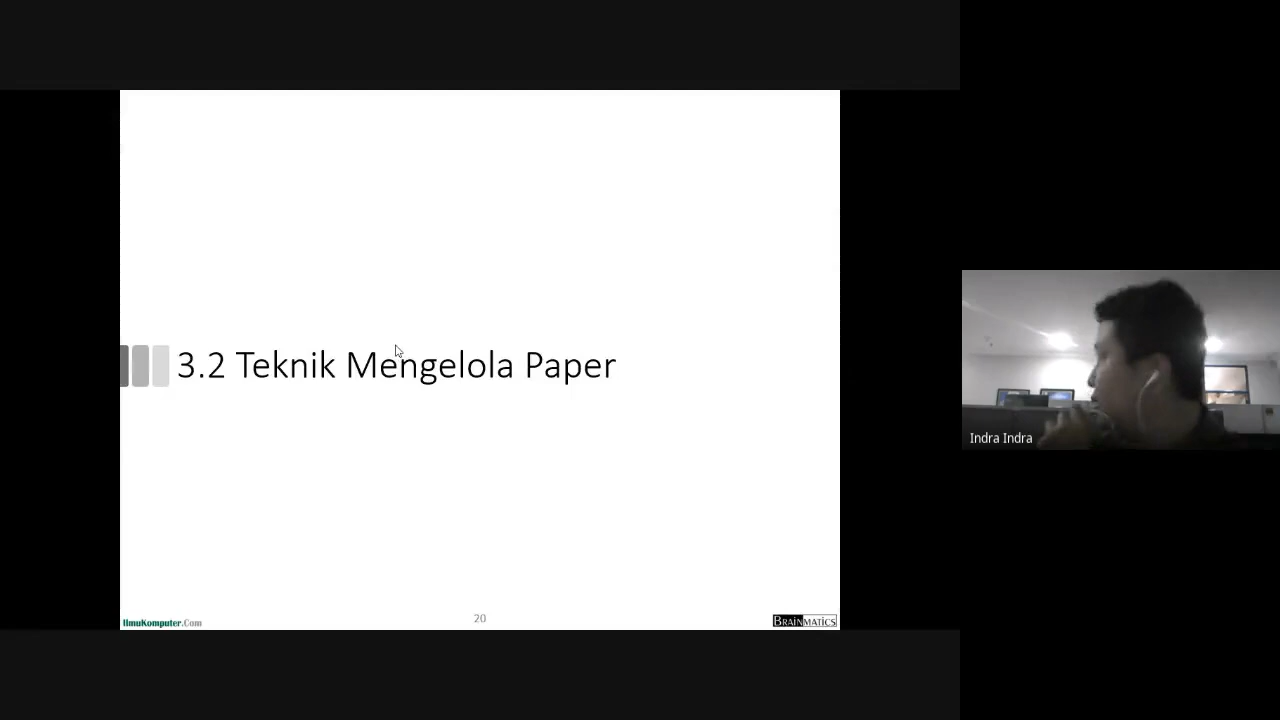 3.2 Teknik Mengelola Paper
IlmuKomputer.Com
20
BRAINMATICS
Indra Indra